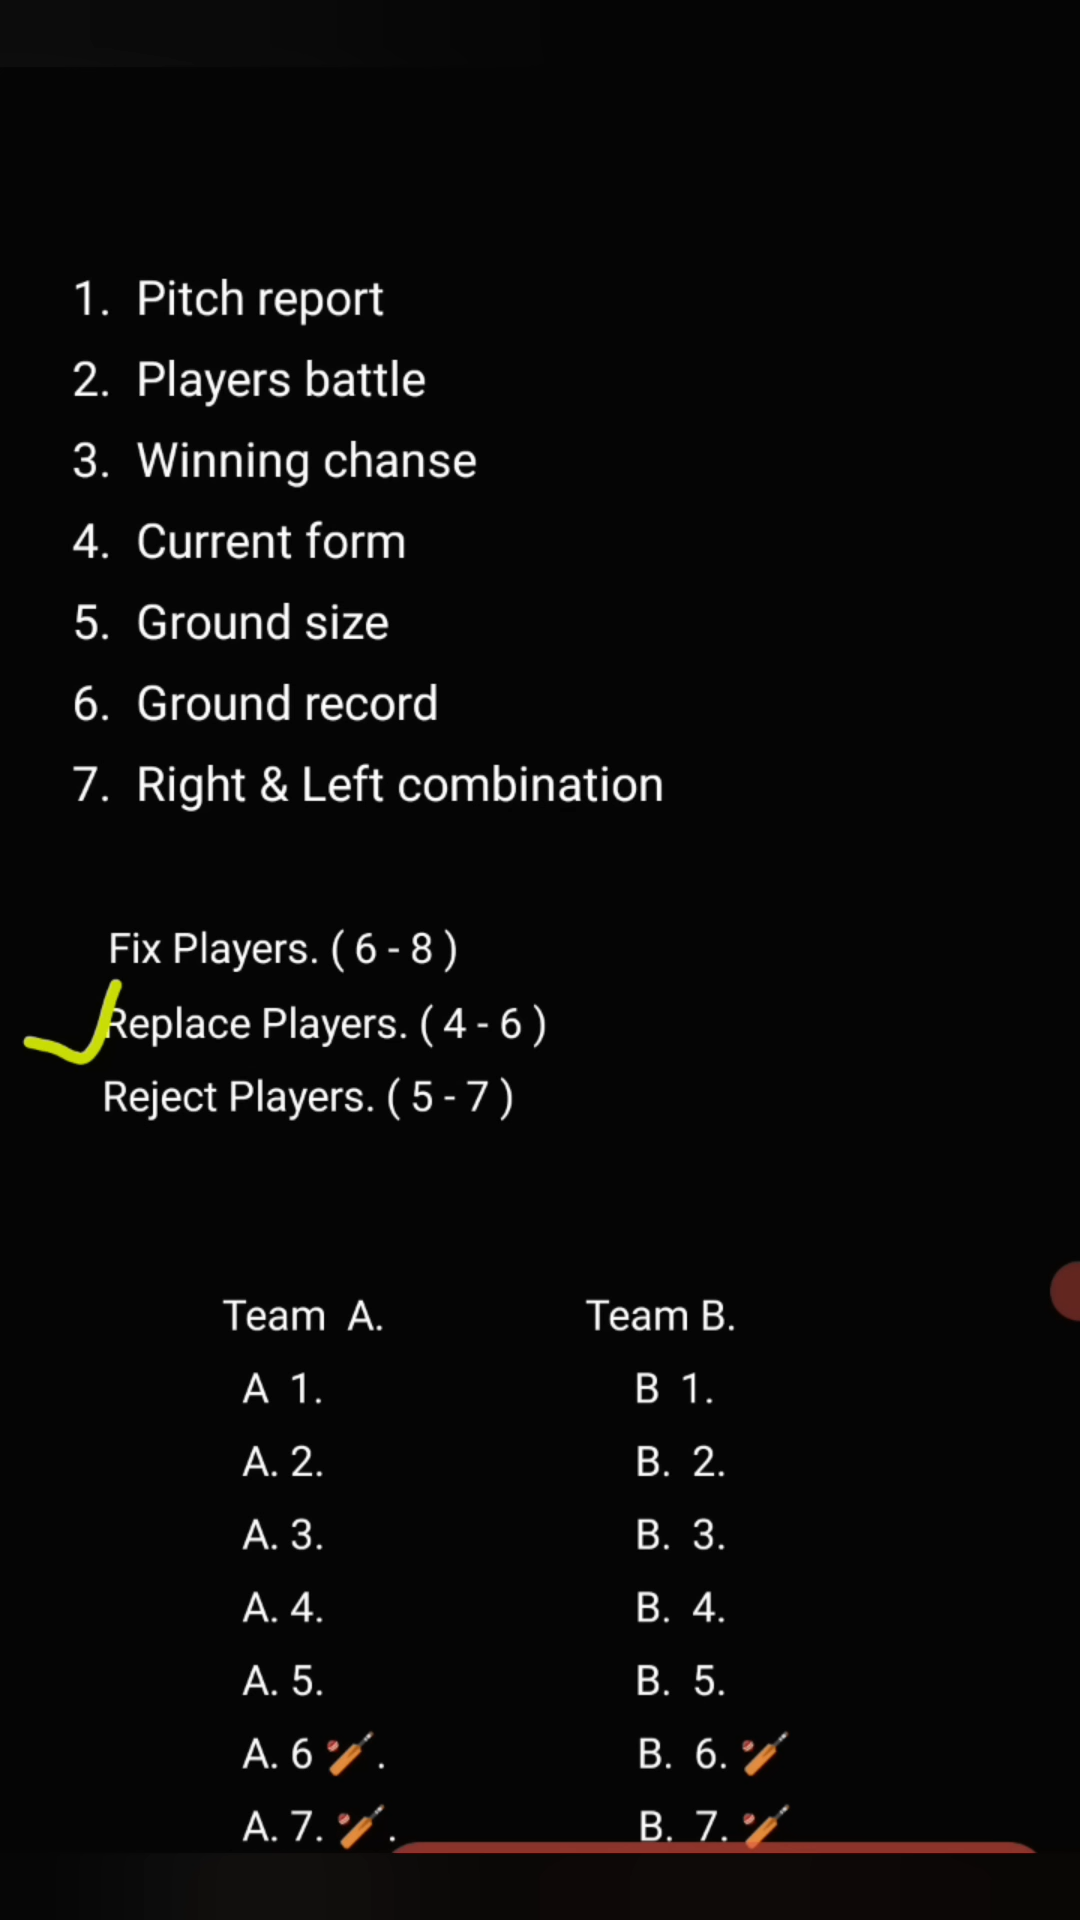 1. Pitch report
2. Players battle
3. Winning chanse
4. Current form
5. Ground size
6. Ground record
7. Right & Left combination
Fix Players. ( 6 - 8 )
Replace Players. ( 4 - 6 )
Reject Players. ( 5 - 7 )
Team A. Team B.
A 1. B 1.
A. 2. B. 2.
A. 3. B. 3.
A. 4. B. 4.
A. 5. B. 5.
A. 6 🏏. B. 6. 🏏
A. 7. 🏏. B. 7. 🏏